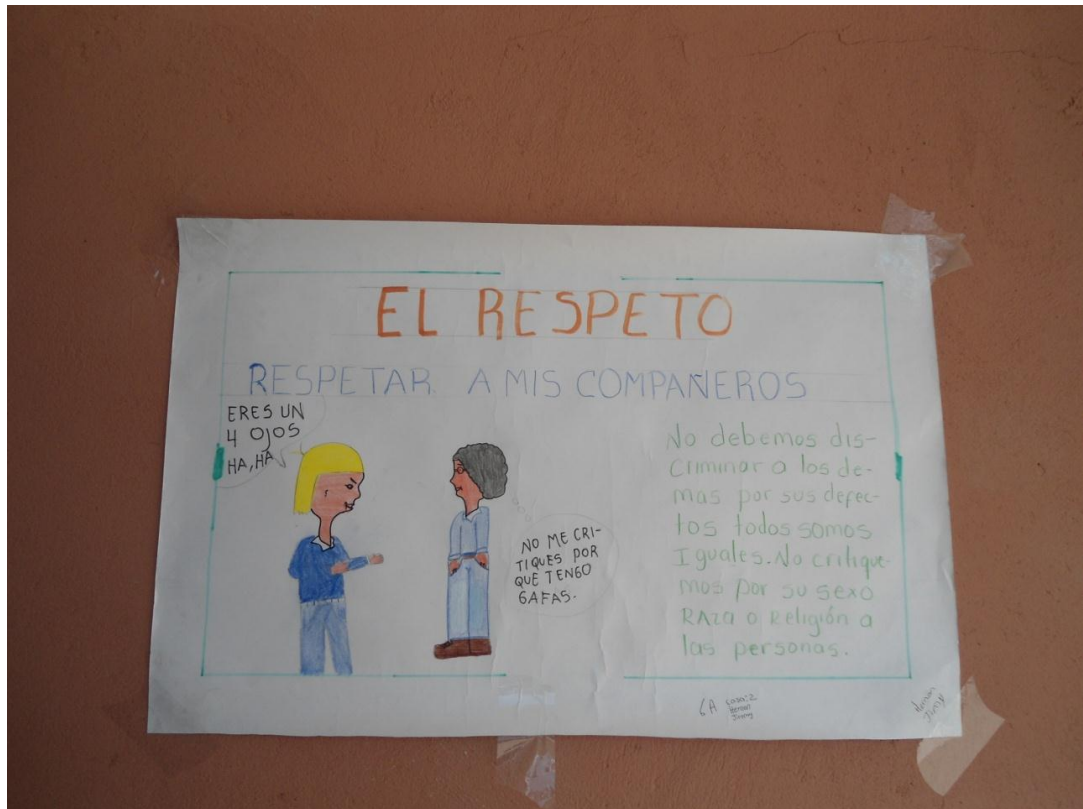 EL RESPETO
RESPETAR A MIS COMPAÑEROS
ERES UN
4 OJOS
HA, HA
NO ME CRI-
TIQUES POR
QUE TENGO
GAFAS.
No debemos dis-
criminar a los de-
mas por sus defec-
tos todos somos
Iguales. No critique-
mos por su sexo
RAza o Religión a
las personas.